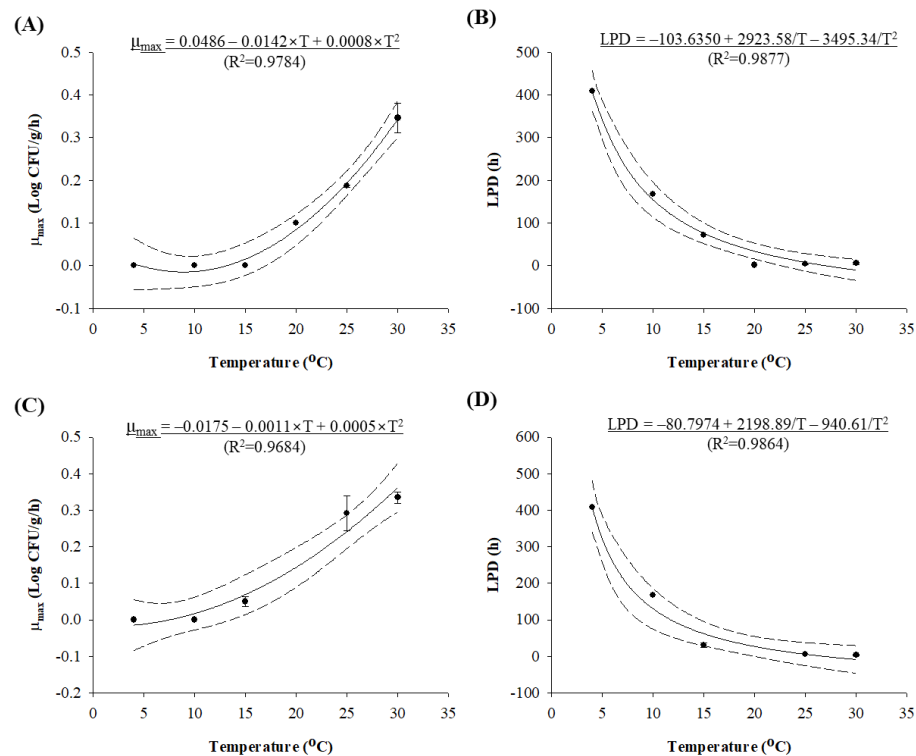 (A)
μmax = 0.0486 – 0.0142×T + 0.0008×T²
(R²=0.9784)
μmax (Log CFU/g/h)
0.5
0.4
0.3
0.2
0.1
0.0
-0.1
0 5 10 15 20 25 30 35
Temperature (⁰C)
(B)
LPD = –103.6350 + 2923.58/T – 3495.34/T²
(R²=0.9877)
LPD (h)
500
400
300
200
100
0
-100
0 5 10 15 20 25 30 35
Temperature (⁰C)
(C)
μmax = –0.0175 – 0.0011×T + 0.0005×T²
(R²=0.9684)
μmax (Log CFU/g/h)
0.5
0.4
0.3
0.2
0.1
0.0
-0.1
-0.2
0 5 10 15 20 25 30 35
Temperature (⁰C)
(D)
LPD = –80.7974 + 2198.89/T – 940.61/T²
(R²=0.9864)
LPD (h)
600
500
400
300
200
100
0
-100
0 5 10 15 20 25 30 35
Temperature (⁰C)